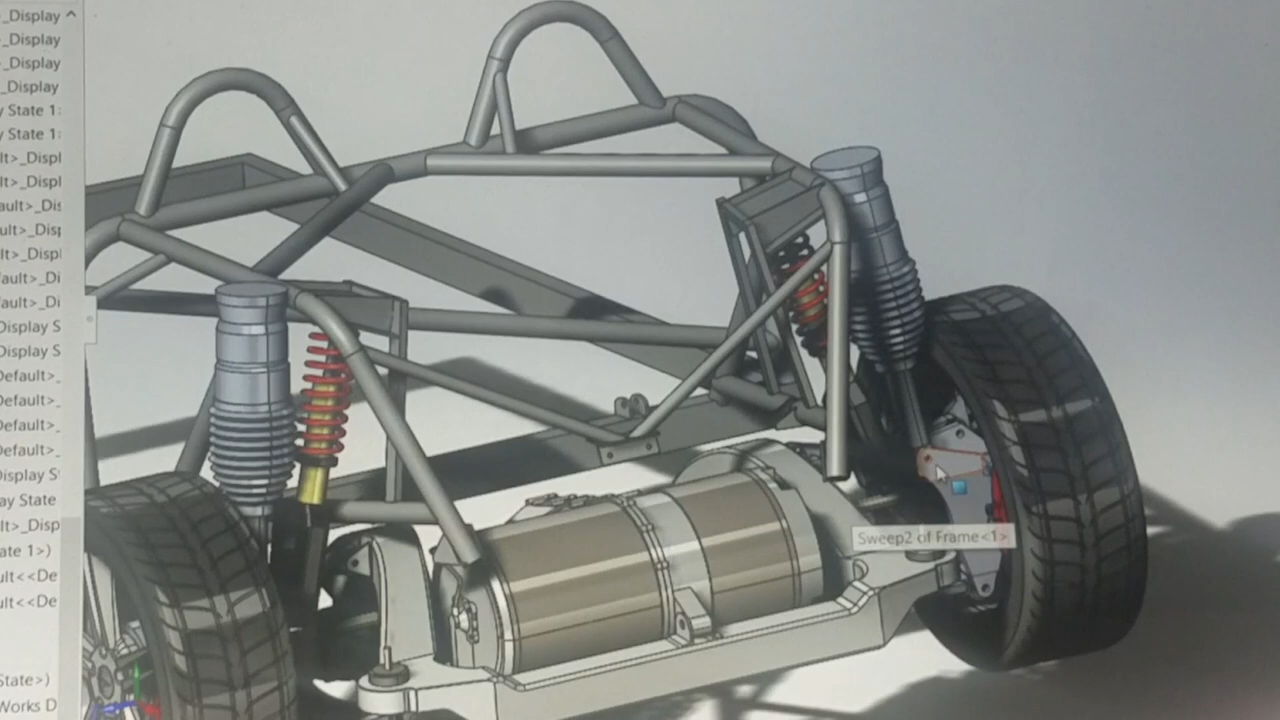 _Display
_Display
_Display
_Display
y State 1:
y State 1:
lt>_Displ
lt>_Displ
ault>_Dis
ult>_Disp
lt>_Displ
ault>_Di
ault>_Di
Display S
Display S
Default>_
Default>_
Default>_
Default>_
Display S
ay State
lt>_Disp
ate 1>)
ult<<De
ult<<De
State>)
Works D
Sweep2 of Frame<1>